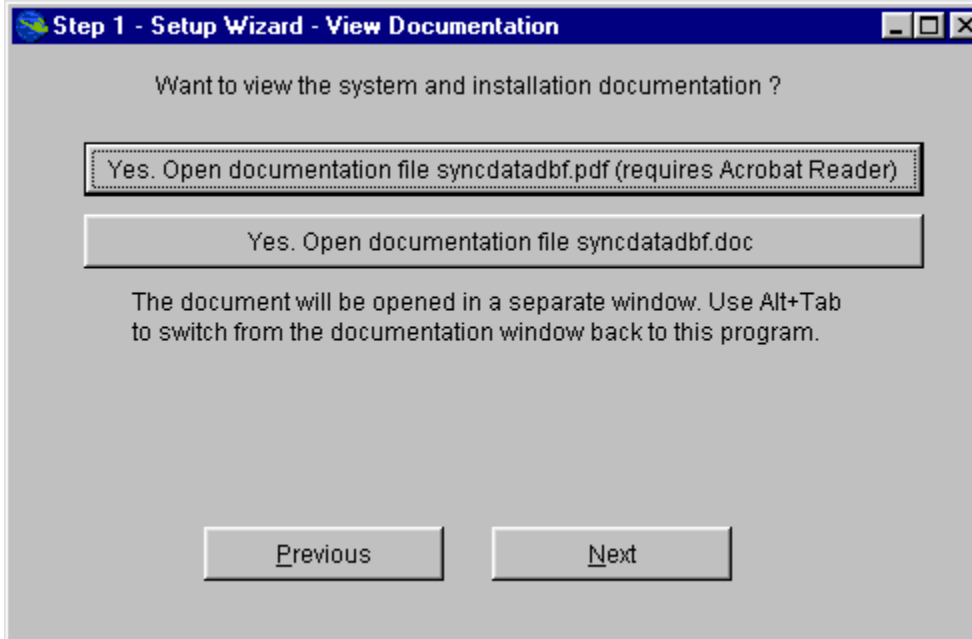 Step 1 - Setup Wizard - View Documentation
Want to view the system and installation documentation ?
Yes. Open documentation file syncdatadbf.pdf (requires Acrobat Reader)
Yes. Open documentation file syncdatadbf.doc
The document will be opened in a separate window. Use Alt+Tab
to switch from the documentation window back to this program.
Previous
Next